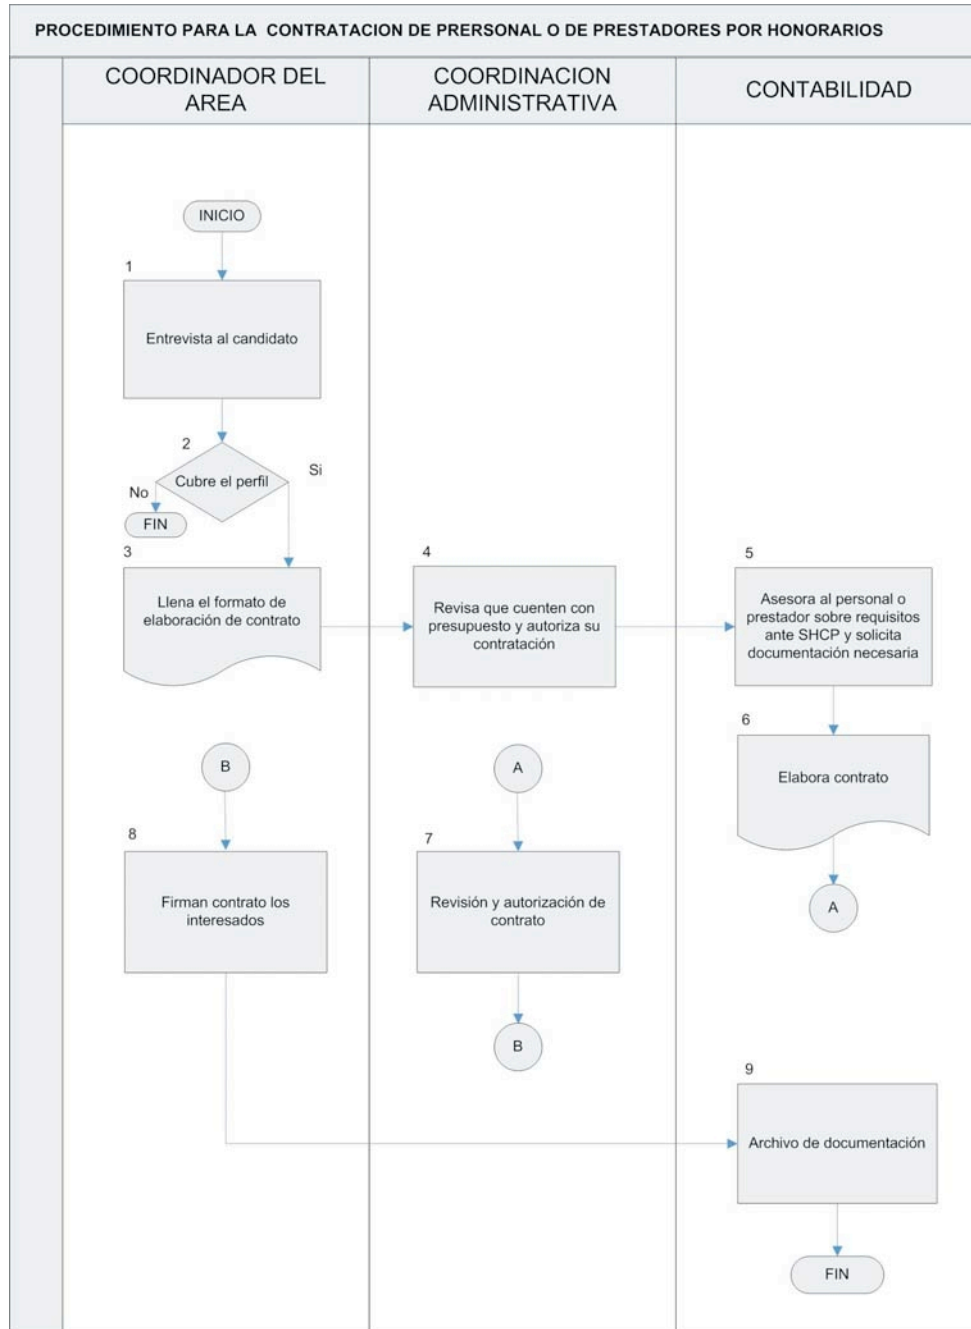 PROCEDIMIENTO PARA LA CONTRATACION DE PRERSONAL O DE PRESTADORES POR HONORARIOS
COORDINADOR DEL
AREA
COORDINACION
ADMINISTRATIVA
CONTABILIDAD
INICIO
1
Entrevista al candidato
2
Cubre el perfil
Si
No
FIN
3
Llena el formato de
elaboración de contrato
4
Revisa que cuenten con
presupuesto y autoriza su
contratación
5
Asesora al personal o
prestador sobre requisitos
ante SHCP y solicita
documentación necesaria
6
Elabora contrato
A
A
7
Revisión y autorización de
contrato
B
B
8
Firman contrato los
interesados
9
Archivo de documentación
FIN